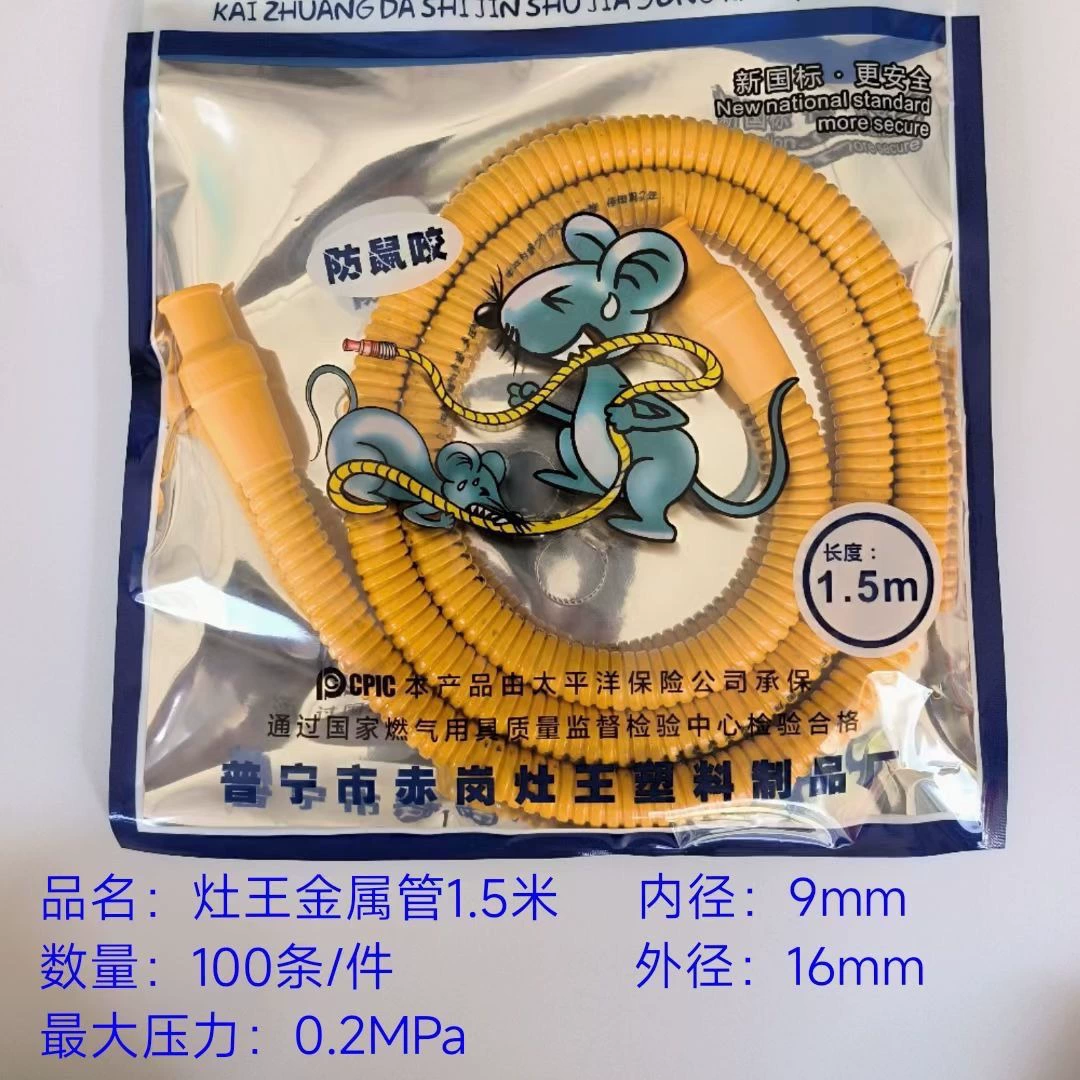 KAI ZHUANG DA SHI JIN SHU JIA
新国标·更安全
New national standard
more secure
防鼠咬
长度：
1.5m
CPIC 本产品由太平洋保险公司承保
通过国家燃气用具质量监督检验中心检验合格
普宁市赤岗灶王塑料制品厂
品名：灶王金属管1.5米 内径：9mm
数量：100条/件 外径：16mm
最大压力：0.2MPa